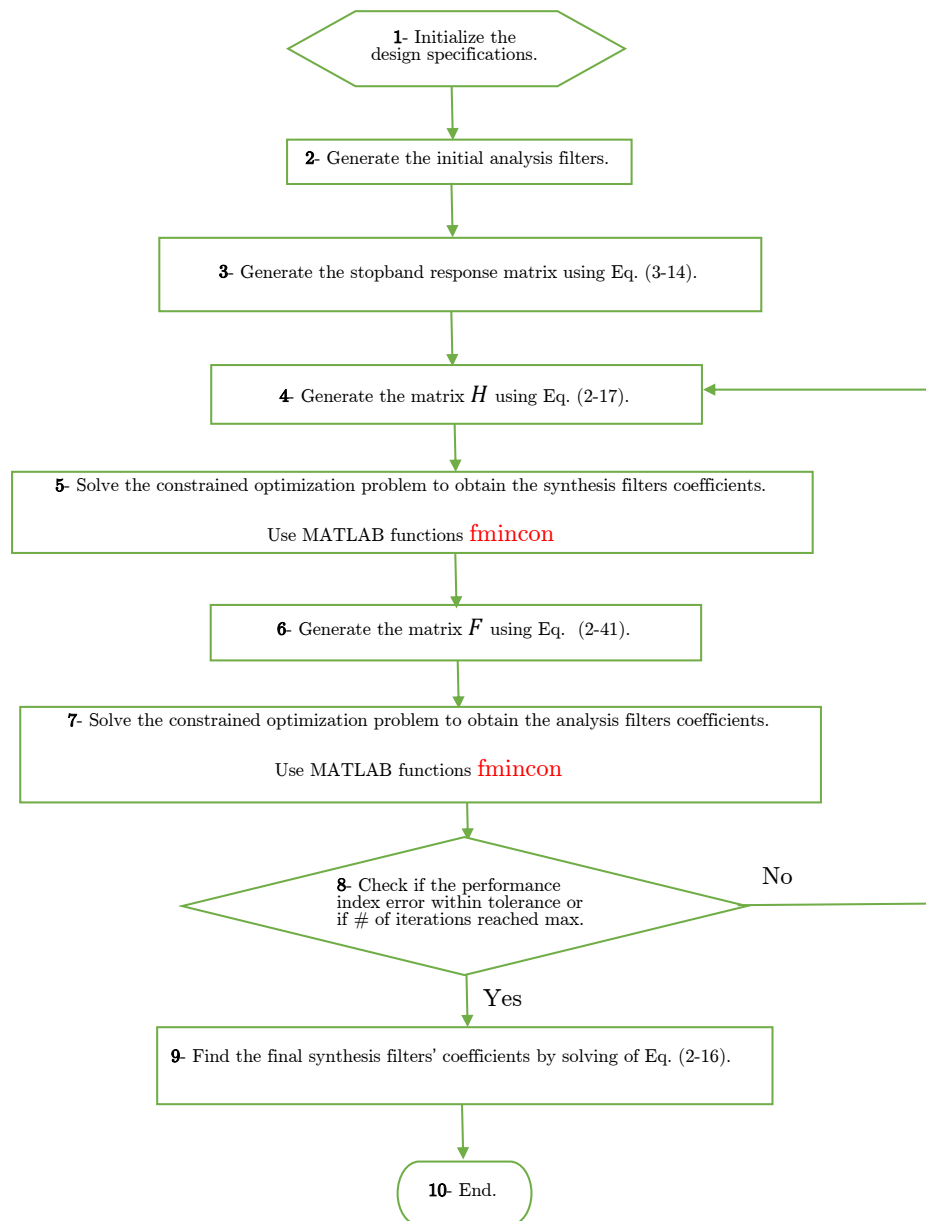 1- Initialize the
design specifications.
2- Generate the initial analysis filters.
3- Generate the stopband response matrix using Eq. (3-14).
4- Generate the matrix H using Eq. (2-17).
5- Solve the constrained optimization problem to obtain the synthesis filters coefficients.
Use MATLAB functions fmincon
6- Generate the matrix F using Eq. (2-41).
7- Solve the constrained optimization problem to obtain the analysis filters coefficients.
Use MATLAB functions fmincon
8- Check if the performance
index error within tolerance or
if # of iterations reached max.
No
Yes
9- Find the final synthesis filters' coefficients by solving of Eq. (2-16).
10- End.